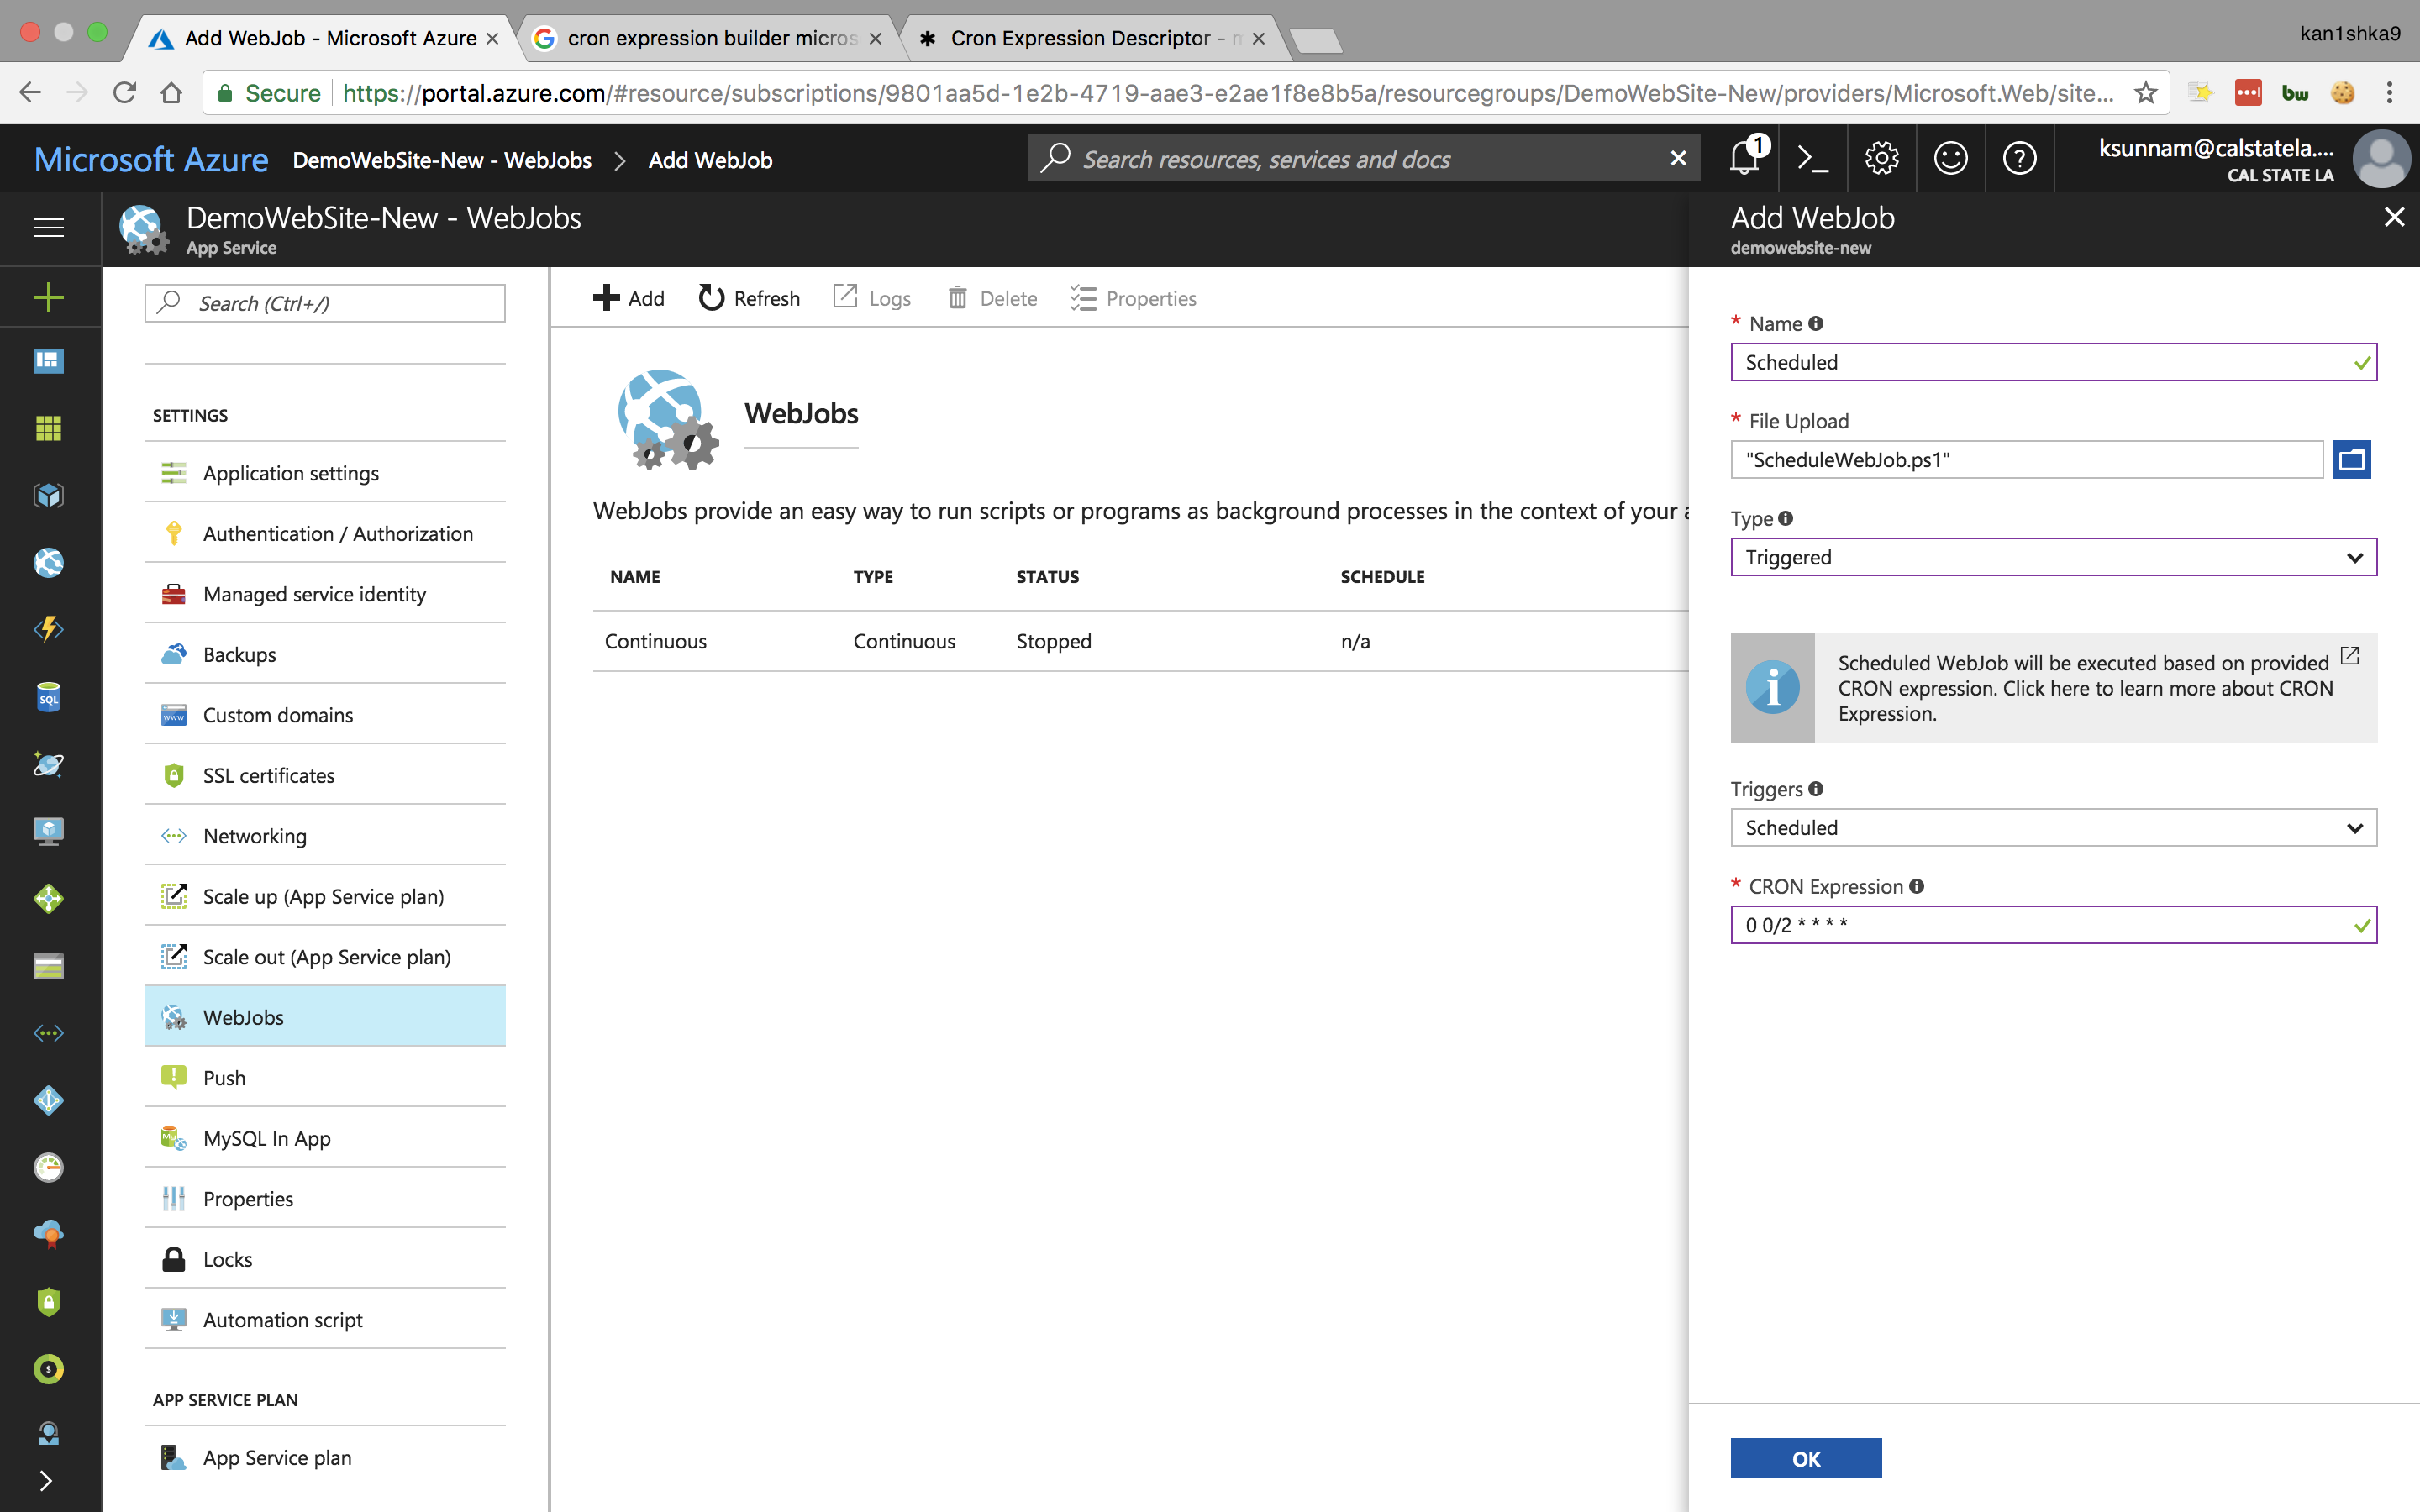 Add WebJob - Microsoft Azure
cron expression builder micros
Cron Expression Descriptor -
kan1shka9
Secure https://portal.azure.com/#resource/subscriptions/9801aa5d-1e2b-4719-aae3-e2ae1f8e8b5a/resourcegroups/DemoWebSite-New/providers/Microsoft.Web/site...
bw
Microsoft Azure DemoWebSite-New - WebJobs > Add WebJob
Search resources, services and docs
1
ksunnam@calstatela....
CAL STATE LA
DemoWebSite-New - WebJobs
App Service
Search (Ctrl+/)
SETTINGS
Application settings
Authentication / Authorization
Managed service identity
Backups
Custom domains
SSL certificates
Networking
Scale up (App Service plan)
Scale out (App Service plan)
WebJobs
Push
MySQL In App
Properties
Locks
Automation script
APP SERVICE PLAN
App Service plan
Add Refresh Logs Delete Properties
WebJobs
WebJobs provide an easy way to run scripts or programs as background processes in the context of your
NAME TYPE STATUS SCHEDULE
Continuous Continuous Stopped n/a
Add WebJob
demowebsite-new
* Name
Scheduled
* File Upload
"ScheduleWebJob.ps1"
Type
Triggered
Scheduled WebJob will be executed based on provided
CRON expression. Click here to learn more about CRON
Expression.
Triggers
Scheduled
* CRON Expression
0 0/2 * * * *
OK
SQL
www
My